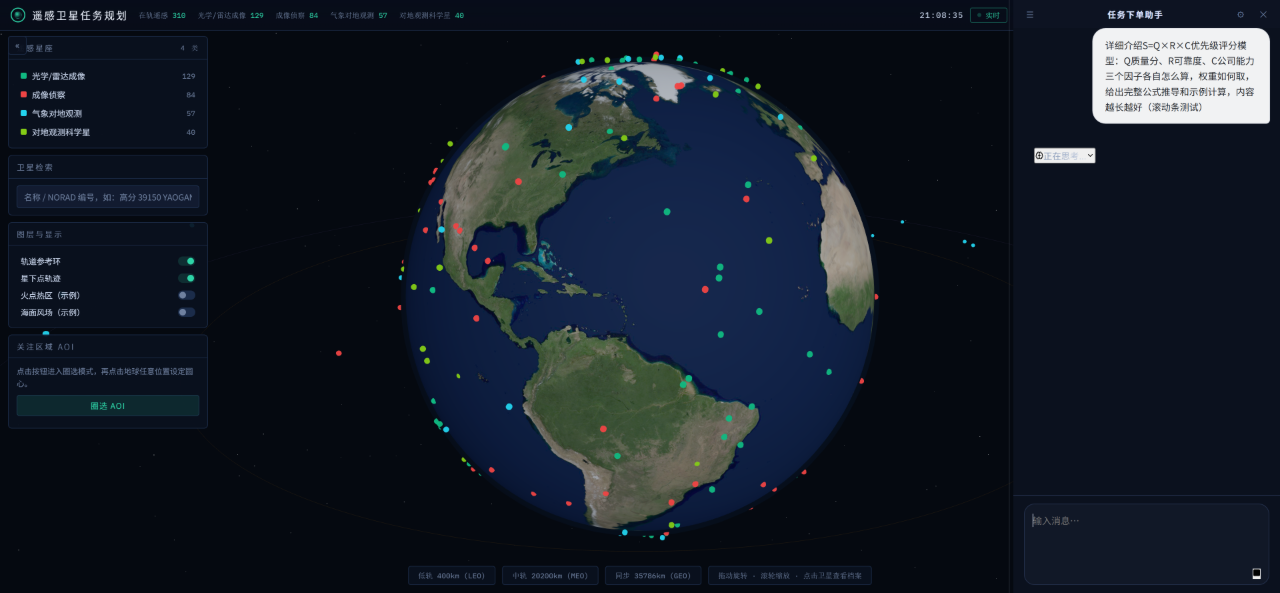 遥感卫星任务规划
在轨遥感 310 光学/雷达成像 129 成像侦察 84 气象对地观测 57 对地观测科学星 40
21:08:35 实时
« 感星座 4 类
光学/雷达成像 129
成像侦察 84
气象对地观测 57
对地观测科学星 40
卫星检索
名称 / NORAD 编号，如：高分 39150 YAOGAN
图层与显示
轨道参考环
星下点轨迹
火点热区（示例）
海面风场（示例）
关注区域 AOI
点击按钮进入圈选模式，再点击地球任意位置设定圆
心。
圈选 AOI
低轨 400km (LEO) 中轨 20200km (MEO) 同步 35786km (GEO) 拖动旋转 · 滚轮缩放 · 点击卫星查看档案
任务下单助手
详细介绍S=Q×R×C优先级评分模
型：Q质量分、R可靠度、C公司能力
三个因子各自怎么算，权重如何取，
给出完整公式推导和示例计算，内容
越长越好（滚动条测试）
正在思考
输入消息…